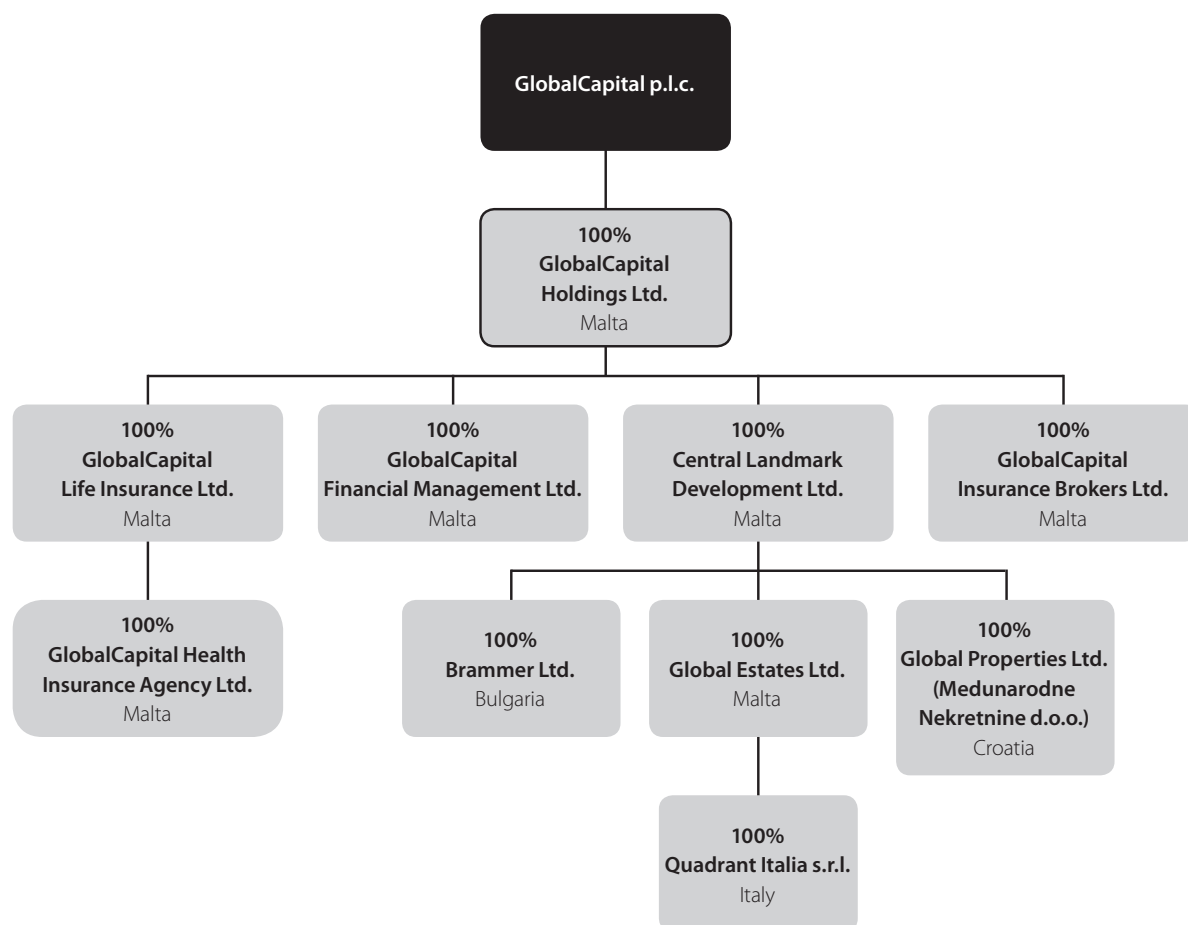 GlobalCapital p.l.c.
100%
GlobalCapital
Holdings Ltd.
Malta
100%
GlobalCapital
Life Insurance Ltd.
Malta
100%
GlobalCapital
Financial Management Ltd.
Malta
100%
Central Landmark
Development Ltd.
Malta
100%
GlobalCapital
Insurance Brokers Ltd.
Malta
100%
GlobalCapital Health
Insurance Agency Ltd.
Malta
100%
Brammer Ltd.
Bulgaria
100%
Global Estates Ltd.
Malta
100%
Global Properties Ltd.
(Medunarodne
Nekretnine d.o.o.)
Croatia
100%
Quadrant Italia s.r.l.
Italy